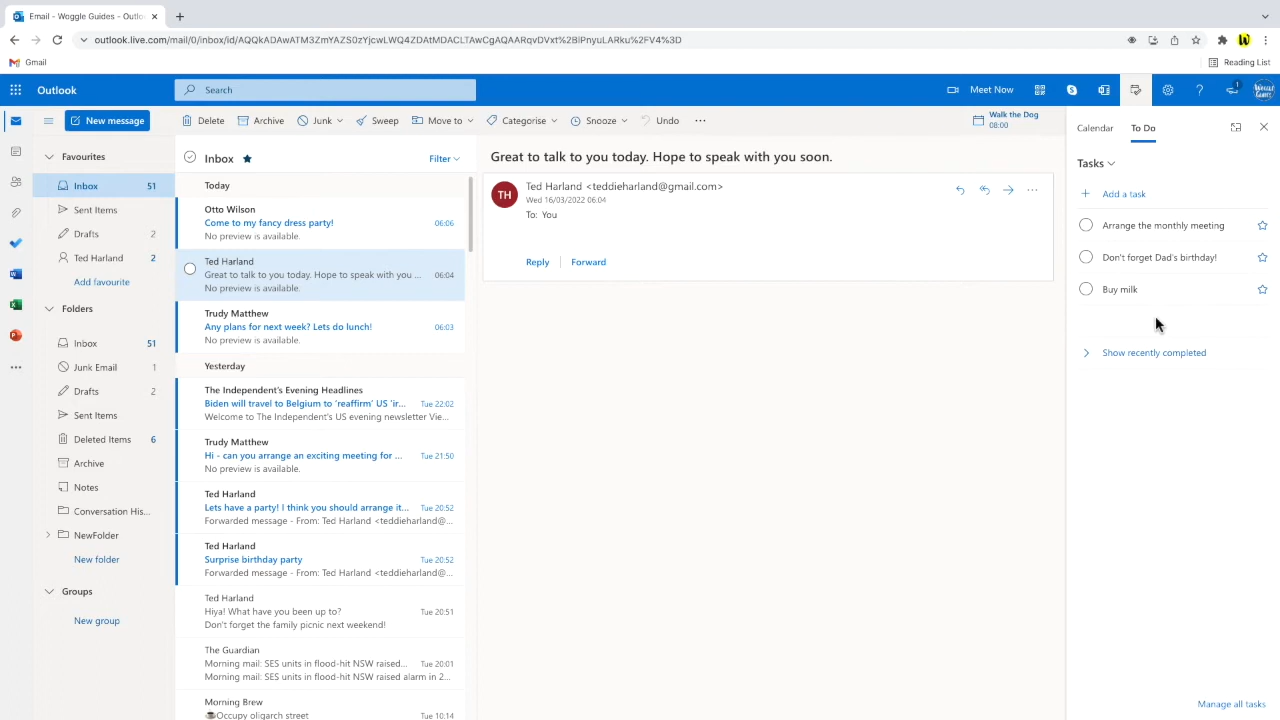 Email - Woggle Guides - Outlo
outlook.live.com/mail/0/inbox/id/AQQkADAwATM3ZmYAZS0zYjcwLWQ4ZDAtMDACLTAwCgAQAARqvDVxt%2BlPnyuLARku%2FV4%3D
Gmail
Reading List
Outlook
Search
Meet Now
1
New message
Delete
Archive
Junk
Sweep
Move to
Categorise
Snooze
Undo
Walk the Dog
08:00
Favourites
Inbox 51
Sent Items
Drafts 2
Ted Harland 2
Add favourite
Folders
Inbox 51
Junk Email 1
Drafts 2
Sent Items
Deleted Items 6
Archive
Notes
Conversation His...
NewFolder
New folder
Groups
New group
Inbox
Filter
Today
Otto Wilson
Come to my fancy dress party! 06:06
No preview is available.
Ted Harland
Great to talk to you today. Hope to speak with you ... 06:04
No preview is available.
Trudy Matthew
Any plans for next week? Lets do lunch! 06:03
No preview is available.
Yesterday
The Independent's Evening Headlines
Biden will travel to Belgium to 'reaffirm' US 'ir... Tue 22:02
Welcome to The Independent's US evening newsletter Vie...
Trudy Matthew
Hi - can you arrange an exciting meeting for ... Tue 21:50
No preview is available.
Ted Harland
Lets have a party! I think you should arrange it... Tue 20:52
Forwarded message - From: Ted Harland <teddieharland@...
Ted Harland
Surprise birthday party Tue 20:52
Forwarded message - From: Ted Harland <teddieharland@...
Ted Harland
Hiya! What have you been up to? Tue 20:51
Don't forget the family picnic next weekend!
The Guardian
Morning mail: SES units in flood-hit NSW raised... Tue 20:01
Morning mail: SES units in flood-hit NSW raised alarm in 2...
Morning Brew
Occupy oligarch street Tue 10:14
Great to talk to you today. Hope to speak with you soon.
TH
Ted Harland <teddieharland@gmail.com>
Wed 16/03/2022 06:04
To: You
Reply
Forward
Calendar
To Do
Tasks
Add a task
Arrange the monthly meeting
Don't forget Dad's birthday!
Buy milk
Show recently completed
Manage all tasks